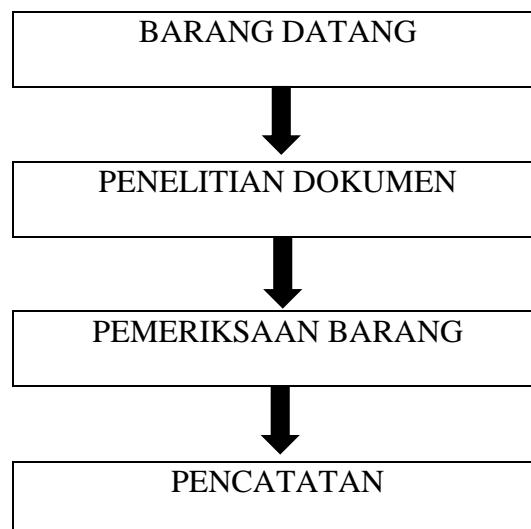 BARANG DATANG
PENELITIAN DOKUMEN
PEMERIKSAAN BARANG
PENCATATAN